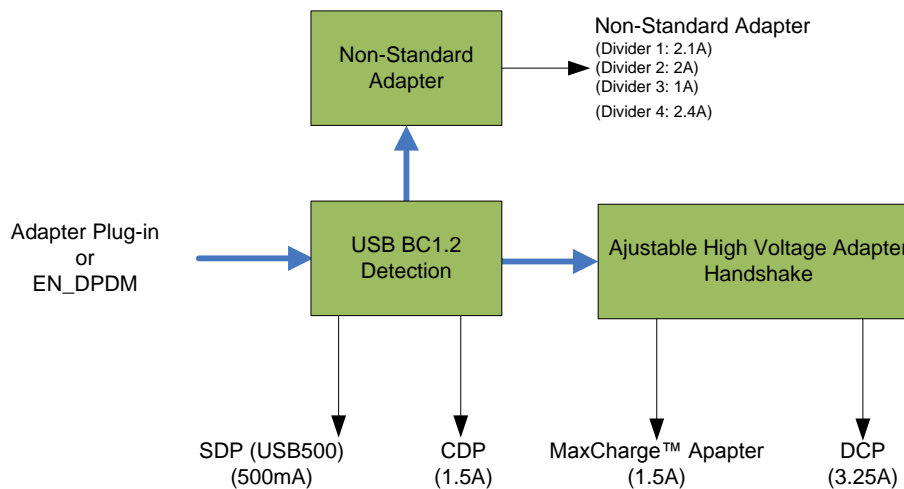 Non-Standard
Adapter
Non-Standard Adapter
(Divider 1: 2.1A)
(Divider 2: 2A)
(Divider 3: 1A)
(Divider 4: 2.4A)
Adapter Plug-in
or
EN_DPDM
USB BC1.2
Detection
Ajustable High Voltage Adapter
Handshake
SDP (USB500)
(500mA)
CDP
(1.5A)
MaxCharge™ Apapter
(1.5A)
DCP
(3.25A)